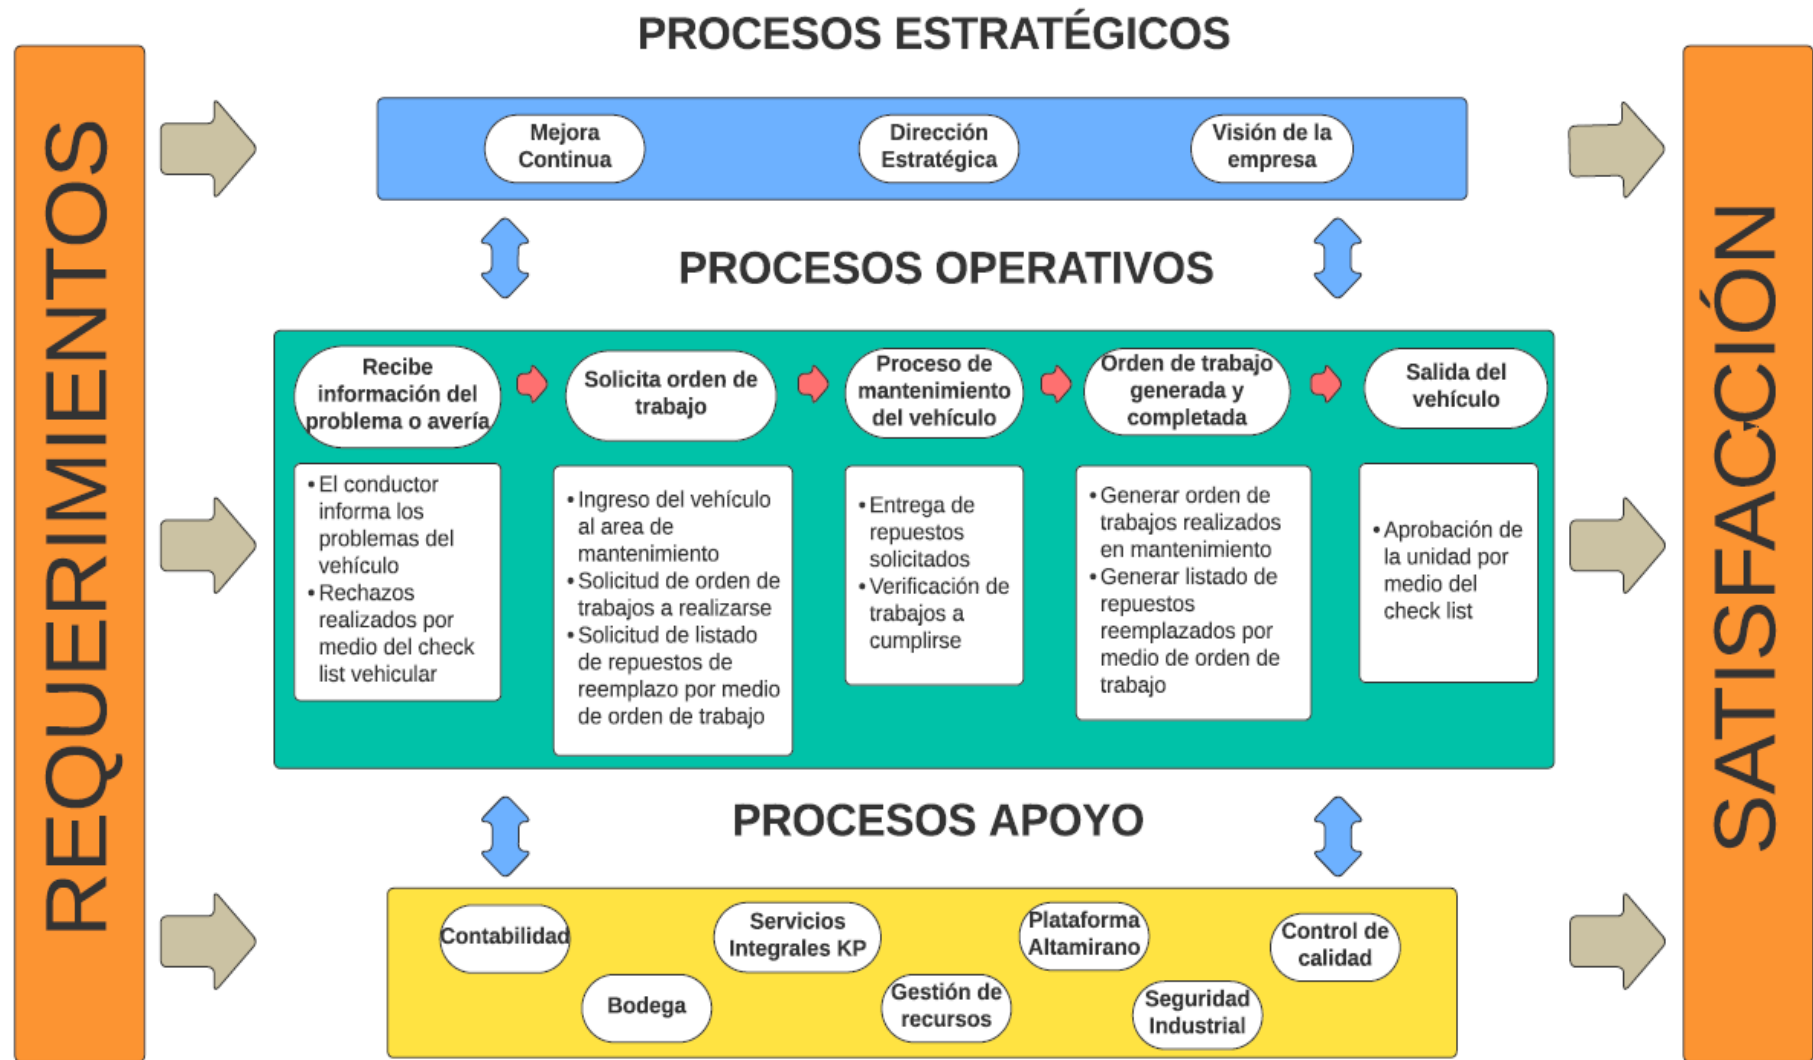 PROCESOS ESTRATÉGICOS
REQUERIMIENTOS
Mejora
Continua
Dirección
Estratégica
Visión de la
empresa
SATISFACCIÓN
PROCESOS OPERATIVOS
Recibe
información del
problema o avería
Solicita orden de
trabajo
Proceso de
mantenimiento
del vehículo
Orden de trabajo
generada y
completada
Salida del
vehículo
• El conductor
informa los
problemas del
vehículo
• Rechazos
realizados por
medio del check
list vehicular
• Ingreso del vehículo
al area de
mantenimiento
• Solicitud de orden de
trabajos a realizarse
• Solicitud de listado
de repuestos de
reemplazo por medio
de orden de trabajo
• Entrega de
repuestos
solicitados
• Verificación de
trabajos a
cumplirse
• Generar orden de
trabajos realizados
en mantenimiento
• Generar listado de
repuestos
reemplazados por
medio de orden de
trabajo
• Aprobación de
la unidad por
medio del
check list
PROCESOS APOYO
Contabilidad
Servicios
Integrales KP
Plataforma
Altamirano
Control de
calidad
Bodega
Gestión de
recursos
Seguridad
Industrial